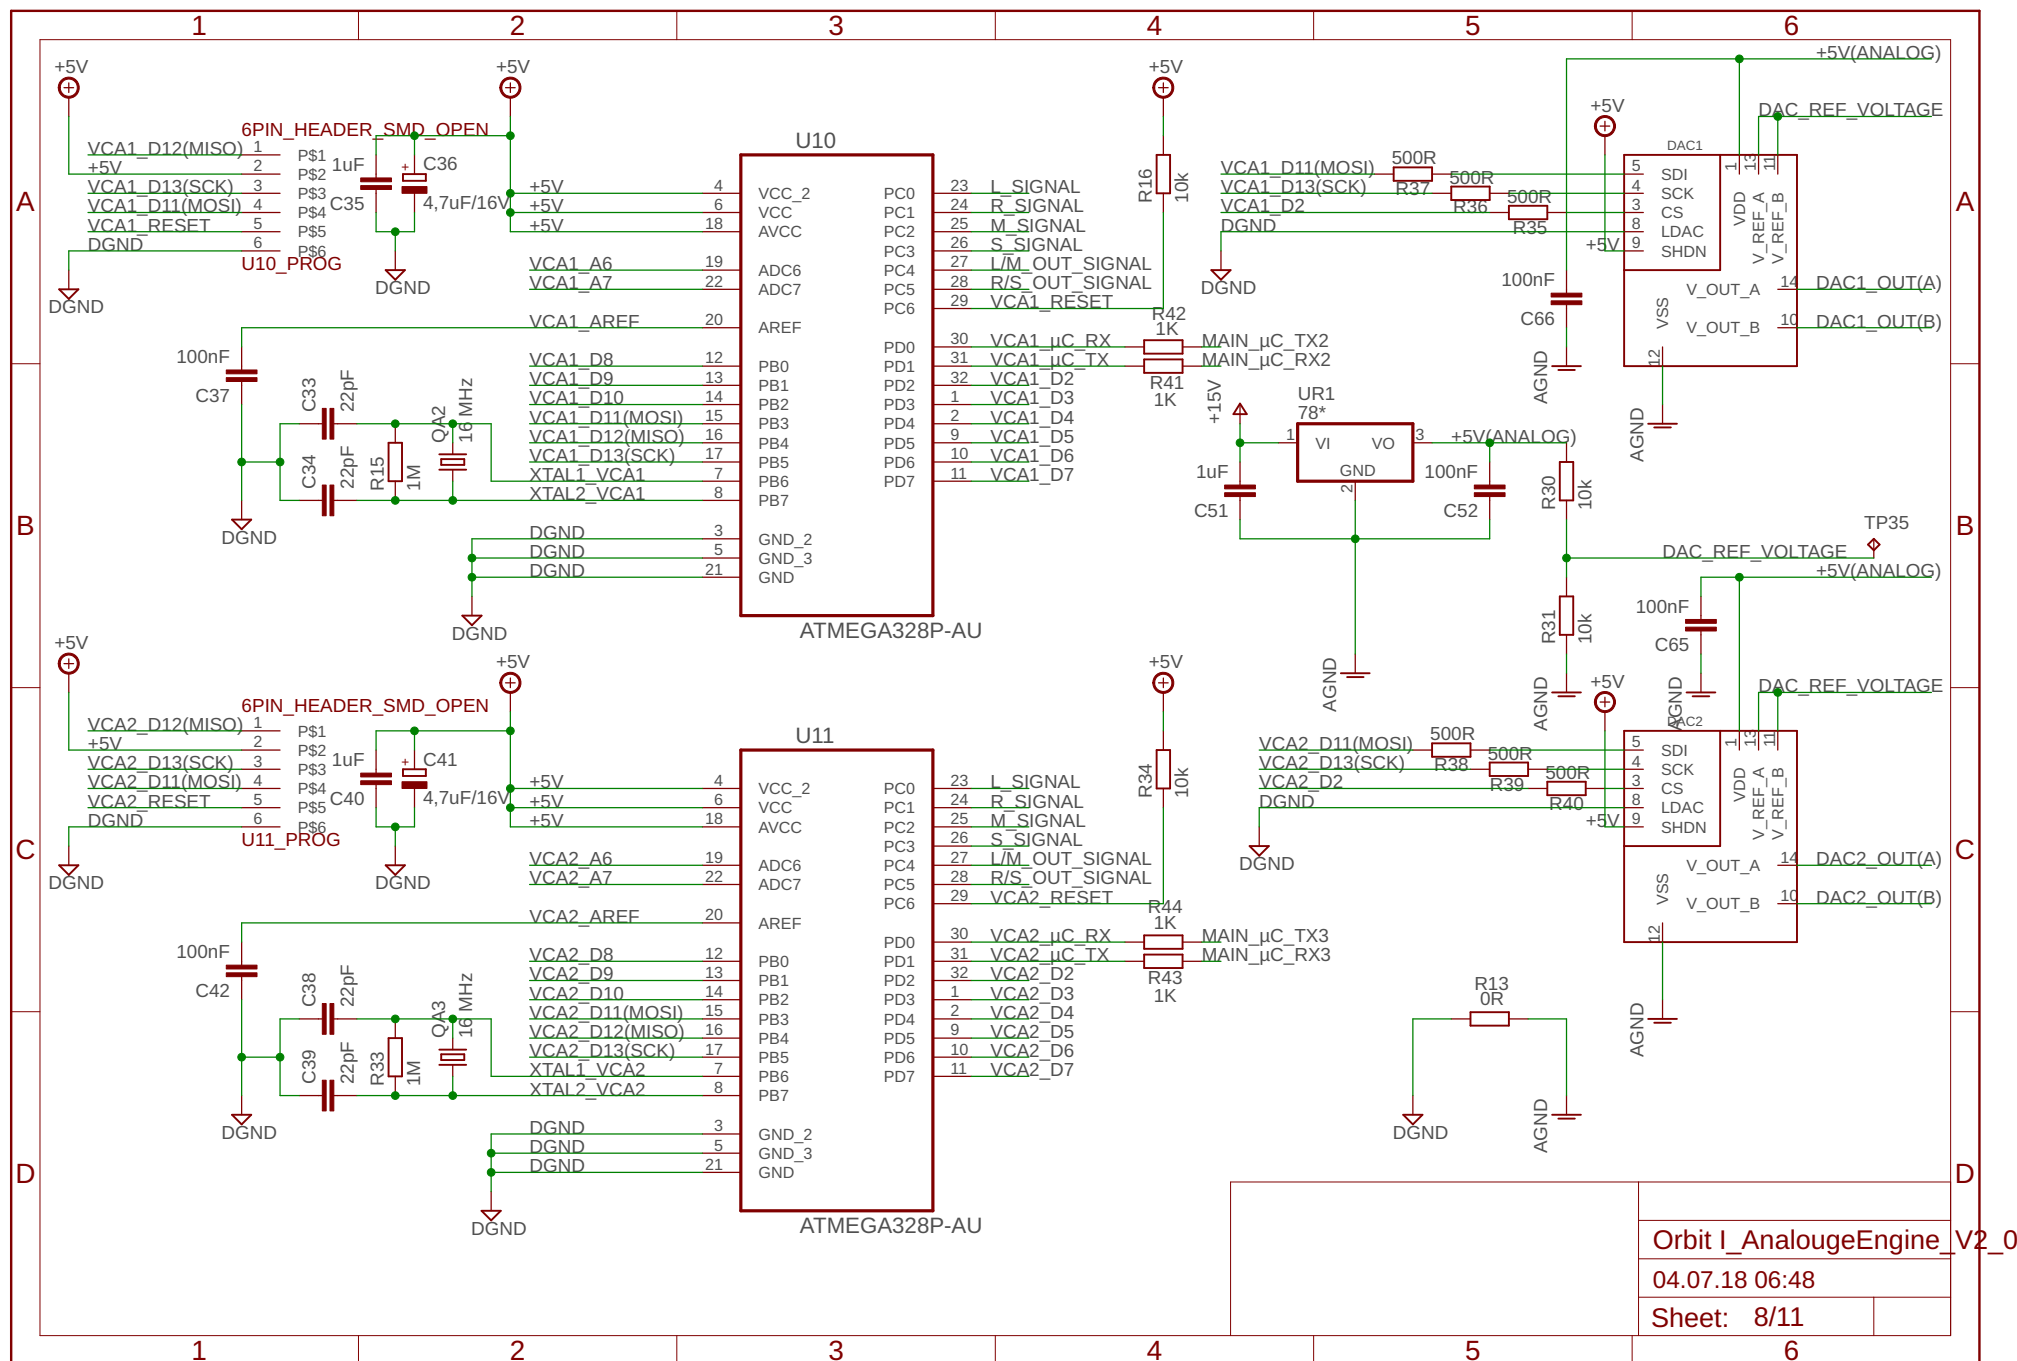 1 2 3 4 5 6
A
B
C
D
+5V
6PIN_HEADER_SMD_OPEN
VCA1_D12(MISO) 1 P$1
+5V 2 P$2
VCA1_D13(SCK) 3 P$3
VCA1_D11(MOSI) 4 P$4
VCA1_RESET 5 P$5
DGND 6 P$6
U10_PROG
DGND
+5V
1uF
C35
+
C36
4,7uF/16V
DGND
U10
+5V 4 VCC_2
+5V 6 VCC
+5V 18 AVCC
VCA1_A6 19 ADC6
VCA1_A7 22 ADC7
VCA1_AREF 20 AREF
VCA1_D8 12 PB0
VCA1_D9 13 PB1
VCA1_D10 14 PB2
VCA1_D11(MOSI) 15 PB3
VCA1_D12(MISO) 16 PB4
VCA1_D13(SCK) 17 PB5
XTAL1_VCA1 7 PB6
XTAL2_VCA1 8 PB7
DGND 3 GND_2
DGND 5 GND_3
DGND 21 GND
DGND
100nF
C37
C33
22pF
C34
22pF
R15
1M
QA2
16 MHz
DGND
PC0 23 L_SIGNAL
PC1 24 R_SIGNAL
PC2 25 M_SIGNAL
PC3 26 S_SIGNAL
PC4 27 L/M_OUT_SIGNAL
PC5 28 R/S_OUT_SIGNAL
PC6 29 VCA1_RESET
PD0 30 VCA1_µC_RX
PD1 31 VCA1_µC_TX
PD2 32 VCA1_D2
PD3 1 VCA1_D3
PD4 2 VCA1_D4
PD5 9 VCA1_D5
PD6 10 VCA1_D6
PD7 11 VCA1_D7
ATMEGA328P-AU
+5V
R16
10k
R42
1K
MAIN_µC_TX2
MAIN_µC_RX2
R41
1K
+5V(ANALOG)
+5V
DAC_REF_VOLTAGE
DAC1
VCA1_D11(MOSI) 500R R37 5 SDI
VCA1_D13(SCK) 500R R36 4 SCK
VCA1_D2 500R R35 3 CS
DGND 8 LDAC
+5V 9 SHDN
DGND
1 VDD
13 V_REF_A
11 V_REF_B
V_OUT_A 14 DAC1_OUT(A)
V_OUT_B 10 DAC1_OUT(B)
VSS 12
AGND
100nF
C66
AGND
+15V
UR1
78*
1 VI
VO 3
GND
2
+5V(ANALOG)
1uF
C51
100nF
C52
AGND
R30
10k
R31
10k
AGND
TP35
DAC_REF_VOLTAGE
+5V(ANALOG)
100nF
C65
AGND
+5V
6PIN_HEADER_SMD_OPEN
VCA2_D12(MISO) 1 P$1
+5V 2 P$2
VCA2_D13(SCK) 3 P$3
VCA2_D11(MOSI) 4 P$4
VCA2_RESET 5 P$5
DGND 6 P$6
U11_PROG
DGND
+5V
1uF
C40
+
C41
4,7uF/16V
DGND
U11
+5V 4 VCC_2
+5V 6 VCC
+5V 18 AVCC
VCA2_A6 19 ADC6
VCA2_A7 22 ADC7
VCA2_AREF 20 AREF
VCA2_D8 12 PB0
VCA2_D9 13 PB1
VCA2_D10 14 PB2
VCA2_D11(MOSI) 15 PB3
VCA2_D12(MISO) 16 PB4
VCA2_D13(SCK) 17 PB5
XTAL1_VCA2 7 PB6
XTAL2_VCA2 8 PB7
DGND 3 GND_2
DGND 5 GND_3
DGND 21 GND
DGND
100nF
C42
C38
22pF
C39
22pF
R33
1M
QA3
16 MHz
DGND
PC0 23 L_SIGNAL
PC1 24 R_SIGNAL
PC2 25 M_SIGNAL
PC3 26 S_SIGNAL
PC4 27 L/M_OUT_SIGNAL
PC5 28 R/S_OUT_SIGNAL
PC6 29 VCA2_RESET
PD0 30 VCA2_µC_RX
PD1 31 VCA2_µC_TX
PD2 32 VCA2_D2
PD3 1 VCA2_D3
PD4 2 VCA2_D4
PD5 9 VCA2_D5
PD6 10 VCA2_D6
PD7 11 VCA2_D7
ATMEGA328P-AU
+5V
R34
10k
R44
1K
MAIN_µC_TX3
MAIN_µC_RX3
R43
1K
+5V
DAC_REF_VOLTAGE
DAC2
VCA2_D11(MOSI) 500R R38 5 SDI
VCA2_D13(SCK) 500R R39 4 SCK
VCA2_D2 500R R40 3 CS
DGND 8 LDAC
+5V 9 SHDN
DGND
1 VDD
13 V_REF_A
11 V_REF_B
V_OUT_A 14 DAC2_OUT(A)
V_OUT_B 10 DAC2_OUT(B)
VSS 12
AGND
R13
0R
DGND
AGND
Orbit I_AnalougeEngine_V2_0
04.07.18 06:48
Sheet: 8/11
A
B
C
D
1 2 3 4 5 6